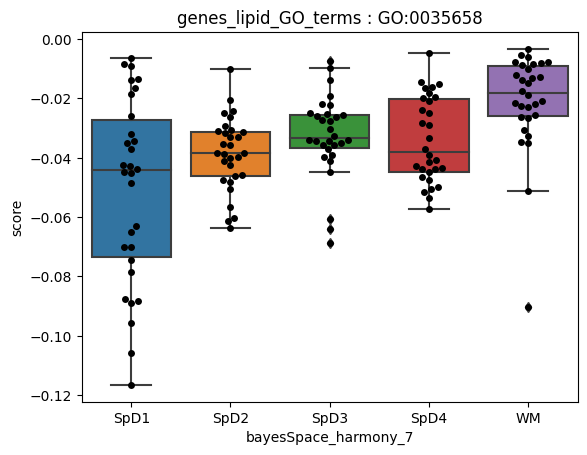 genes_lipid_GO_terms : GO:0035658
0.00
−0.02
−0.04
−0.06
−0.08
−0.10
−0.12
score
SpD1 SpD2 SpD3 SpD4 WM
bayesSpace_harmony_7